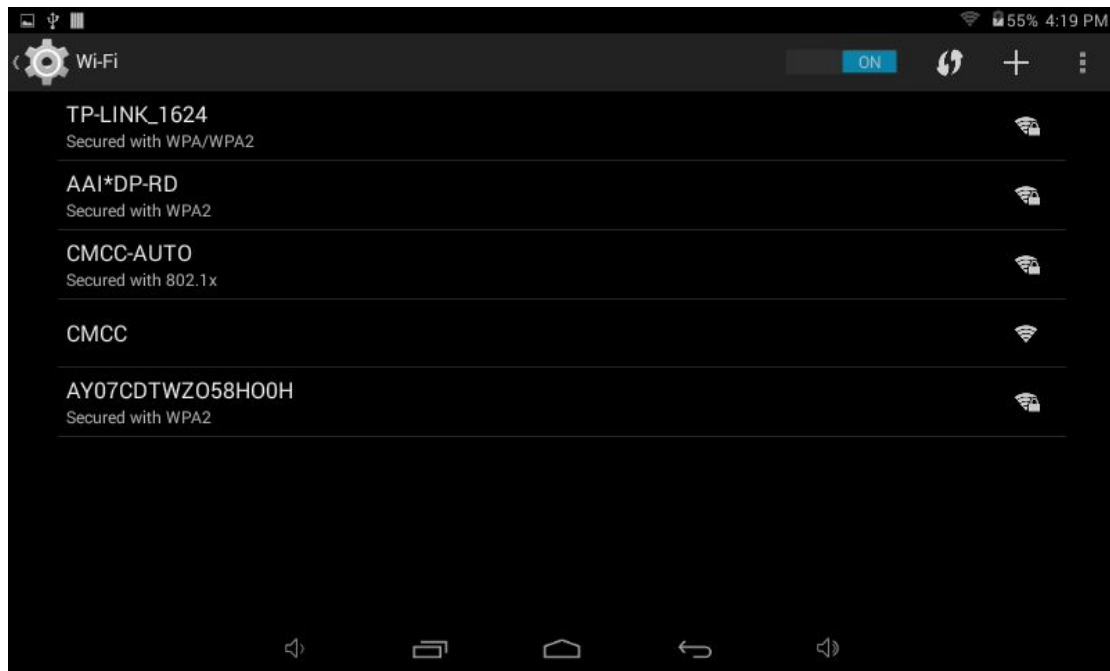 55% 4:19 PM
Wi-Fi
ON
TP-LINK_1624
Secured with WPA/WPA2
AAI*DP-RD
Secured with WPA2
CMCC-AUTO
Secured with 802.1x
CMCC
AY07CDTWZO58HO0H
Secured with WPA2